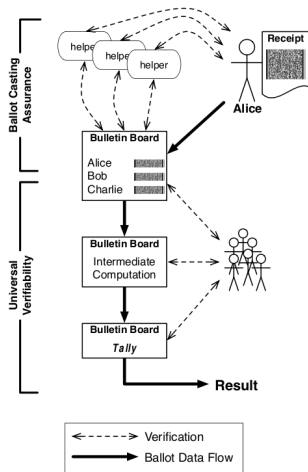 Ballot Casting
Assurance
helper
helper
helper
Receipt
Alice
Bulletin Board
Alice
Bob
Charlie
Universal
Verifiability
Bulletin Board
Intermediate
Computation
Bulletin Board
Tally
Result
Verification
Ballot Data Flow